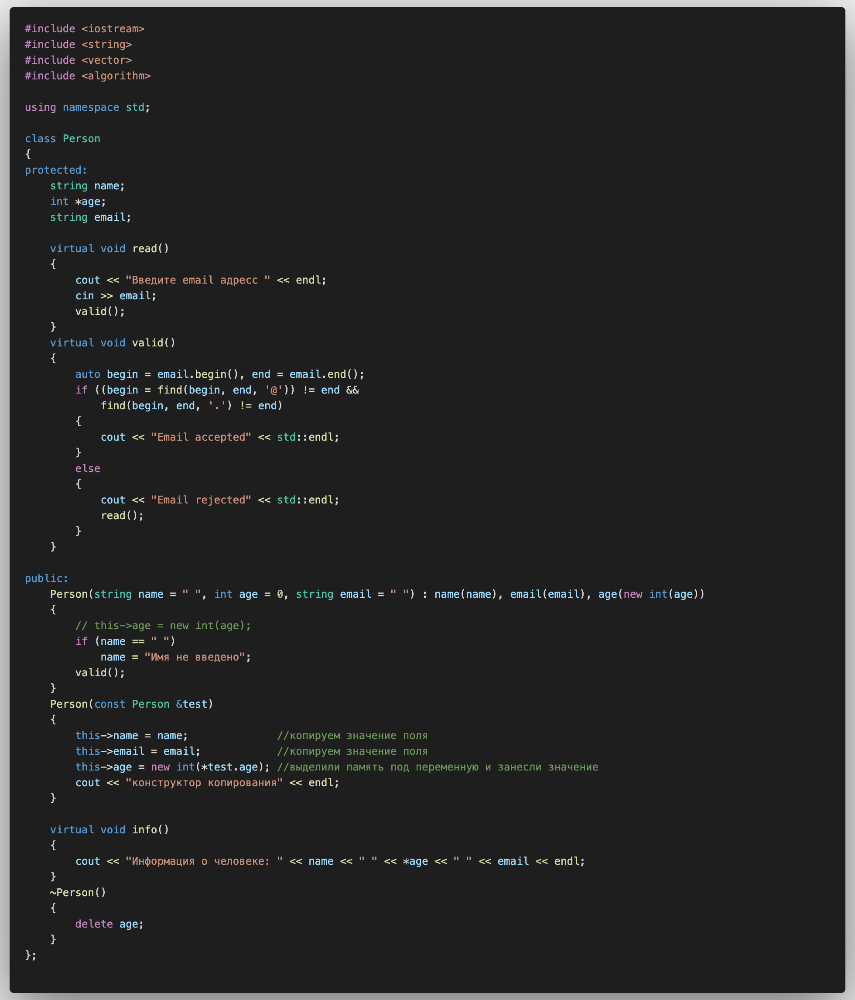 #include <iostream>
#include <string>
#include <vector>
#include <algorithm>

using namespace std;

class Person
{
protected:
    string name;
    int *age;
    string email;

    virtual void read()
    {
        cout << "Введите email адресс " << endl;
        cin >> email;
        valid();
    }
    virtual void valid()
    {
        auto begin = email.begin(), end = email.end();
        if ((begin = find(begin, end, '@')) != end &&
            find(begin, end, '.') != end)
        {
            cout << "Email accepted" << std::endl;
        }
        else
        {
            cout << "Email rejected" << std::endl;
            read();
        }
    }

public:
    Person(string name = " ", int age = 0, string email = " ") : name(name), email(email), age(new int(age))
    {
        // this->age = new int(age);
        if (name == " ")
            name = "Имя не введено";
        valid();
    }
    Person(const Person &test)
    {
        this->name = name;              //копируем значение поля
        this->email = email;            //копируем значение поля
        this->age = new int(*test.age); //выделили память под переменную и занесли значение
        cout << "конструктор копирования" << endl;
    }

    virtual void info()
    {
        cout << "Информация о человеке: " << name << " " << *age << " " << email << endl;
    }
    ~Person()
    {
        delete age;
    }
};